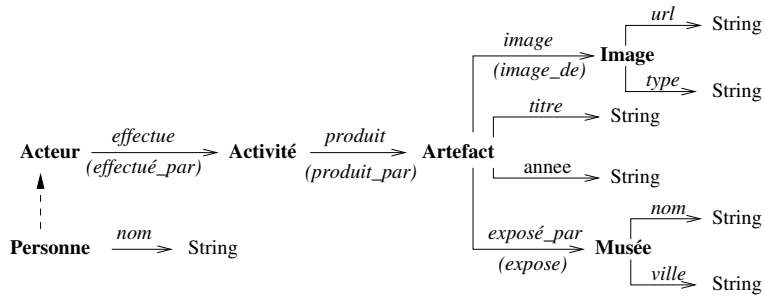 url
String
image
Image
(image_de)
type
String
titre
String
effectue
produit
Acteur
Activité
Artefact
(effectué_par)
(produit_par)
annee
String
nom
String
exposé_par
nom
Personne
String
Musée
(expose)
ville
String